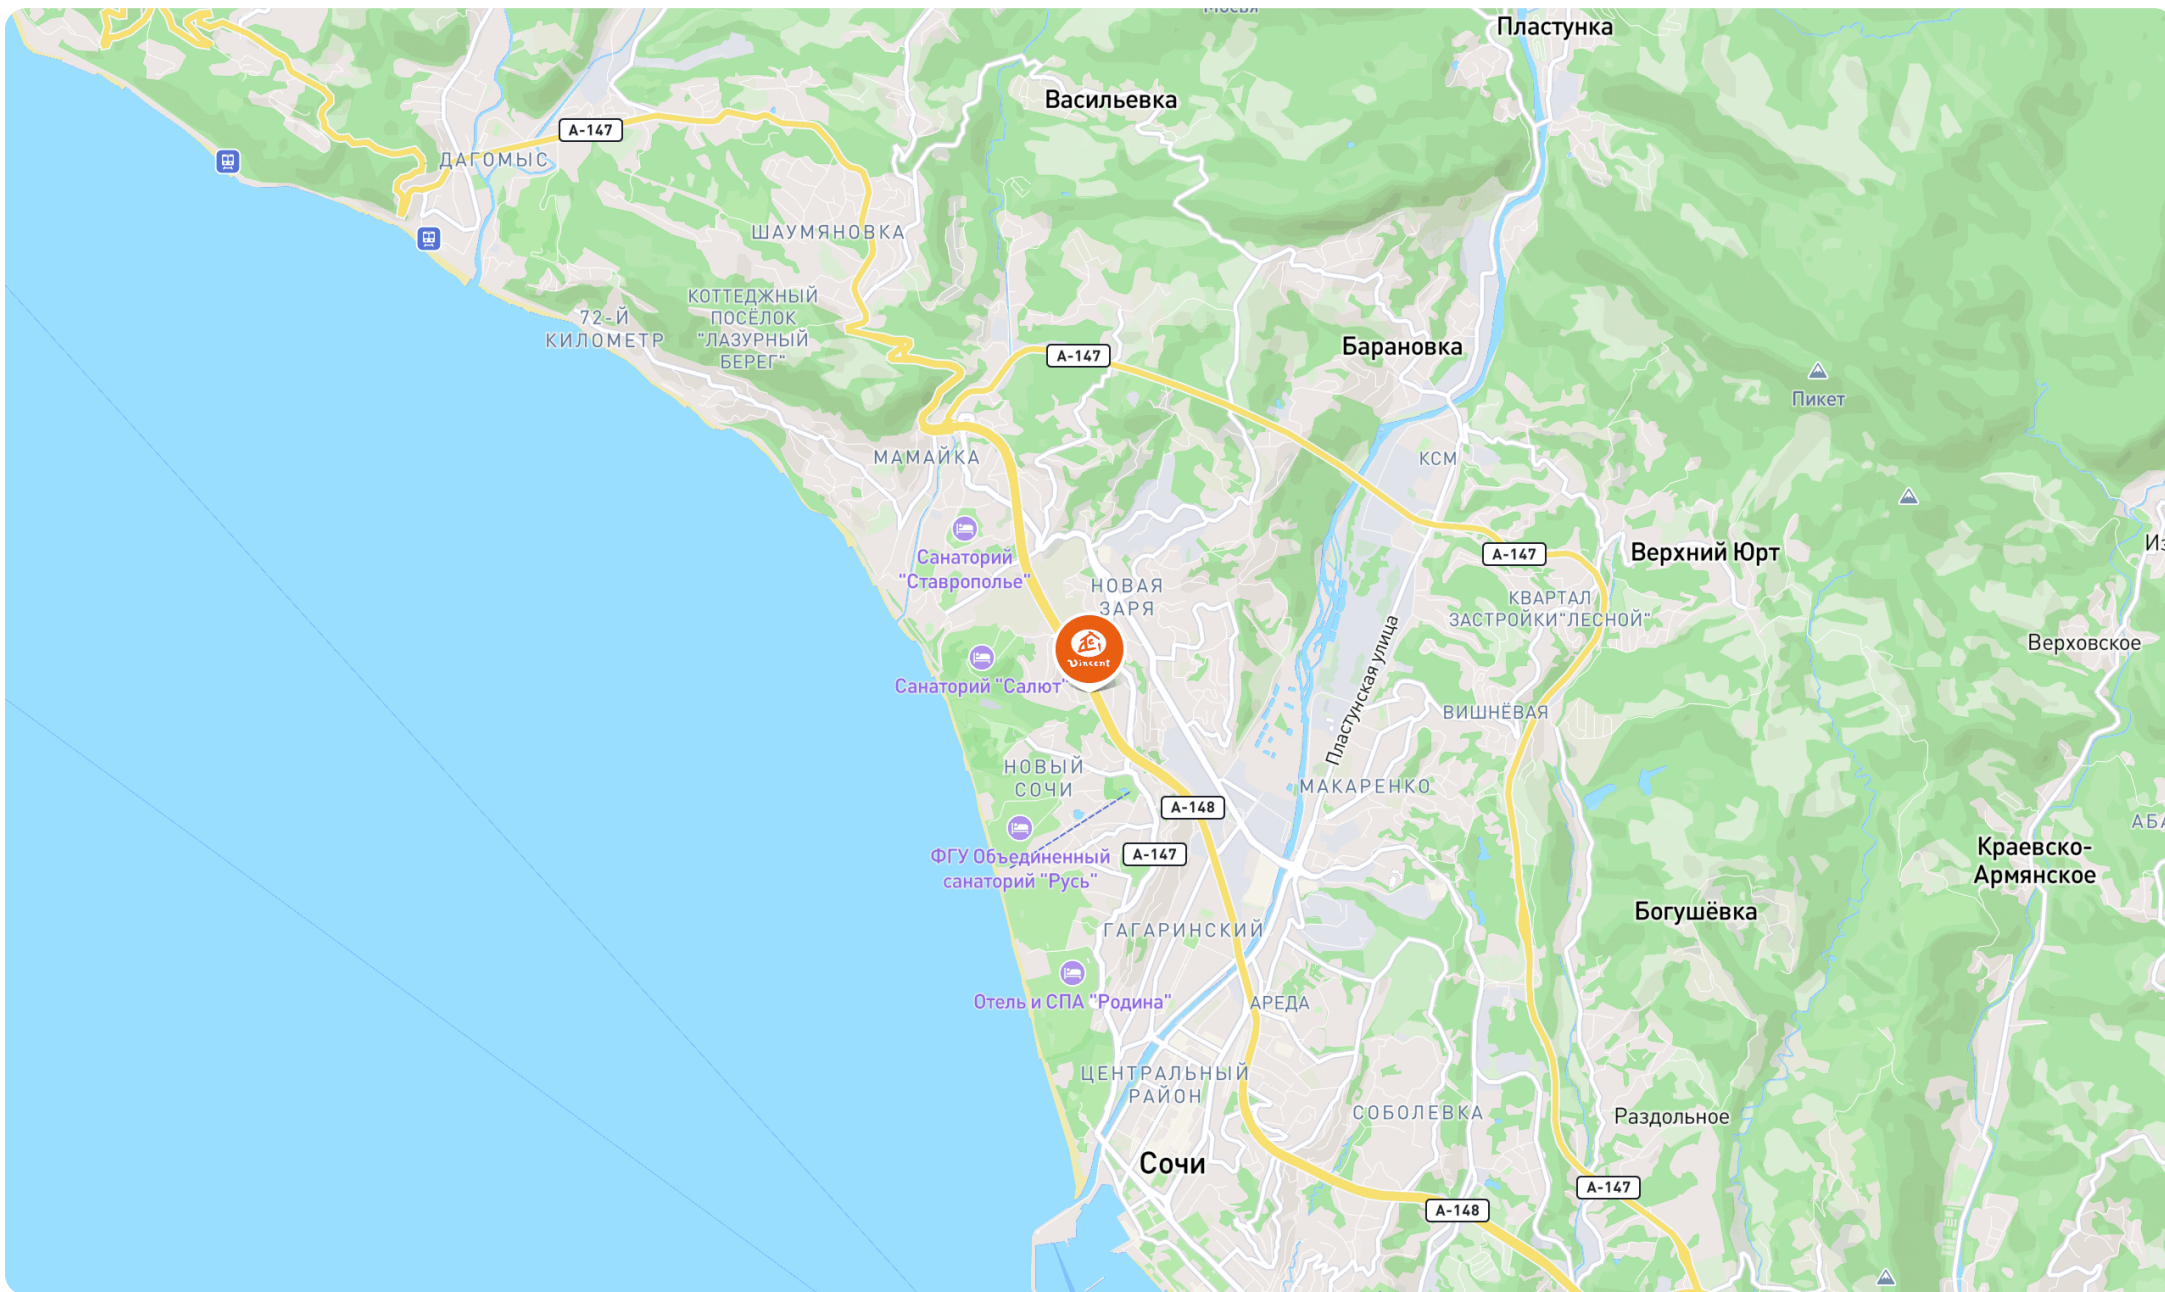 Пластунка
Васильевка
А-147
ДАГОМЫС
ШАУМЯНОВКА
КОТТЕДЖНЫЙ
ПОСЁЛОК
"ЛАЗУРНЫЙ
БЕРЕГ"
72-Й
КИЛОМЕТР
А-147
Барановка
Пикет
МАМАЙКА
КСМ
Санаторий
"Ставрополье"
А-147
Верхний Юрт
НОВАЯ
ЗАРЯ
КВАРТАЛ
ЗАСТРОЙКИ"ЛЕСНОЙ"
Vincent
Верховское
Санаторий "Салют"
Пластунская улица
ВИШНЁВАЯ
НОВЫЙ
СОЧИ
МАКАРЕНКО
А-148
ФГУ Объединенный
санаторий "Русь"
А-147
Краевско-
Армянское
Богушёвка
ГАГАРИНСКИЙ
Отель и СПА "Родина"
АРЕДА
ЦЕНТРАЛЬНЫЙ
РАЙОН
СОБОЛЕВКА
Раздольное
Сочи
А-147
А-148